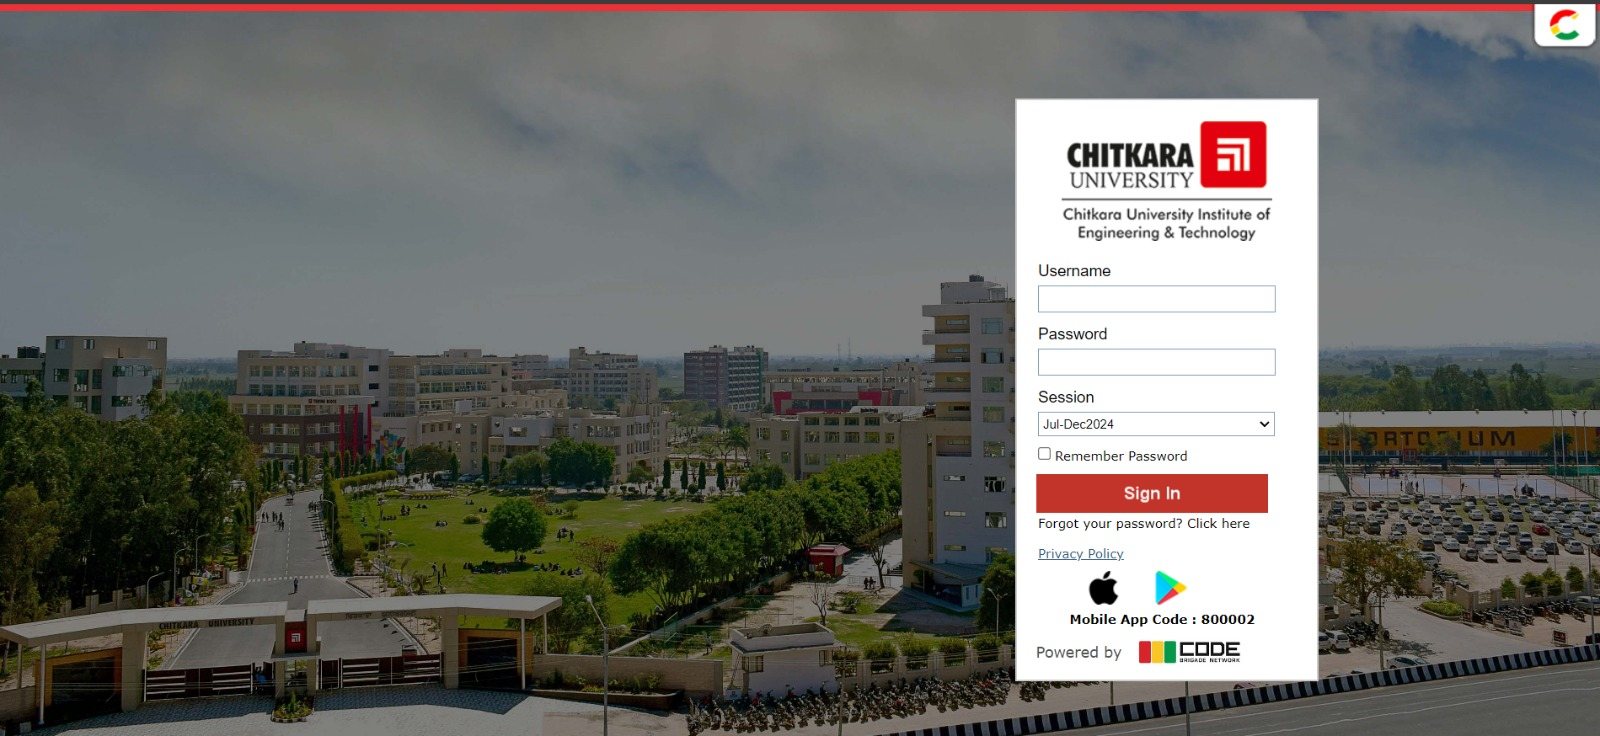 CHITKARA
UNIVERSITY
Chitkara University Institute of
Engineering & Technology
Username
Password
Session
Jul-Dec2024
Remember Password
Sign In
Forgot your password? Click here
Privacy Policy
Mobile App Code : 800002
Powered by CODE
BRIGADE NETWORK
CHITKARA UNIVERSITY
SPORTORIUM